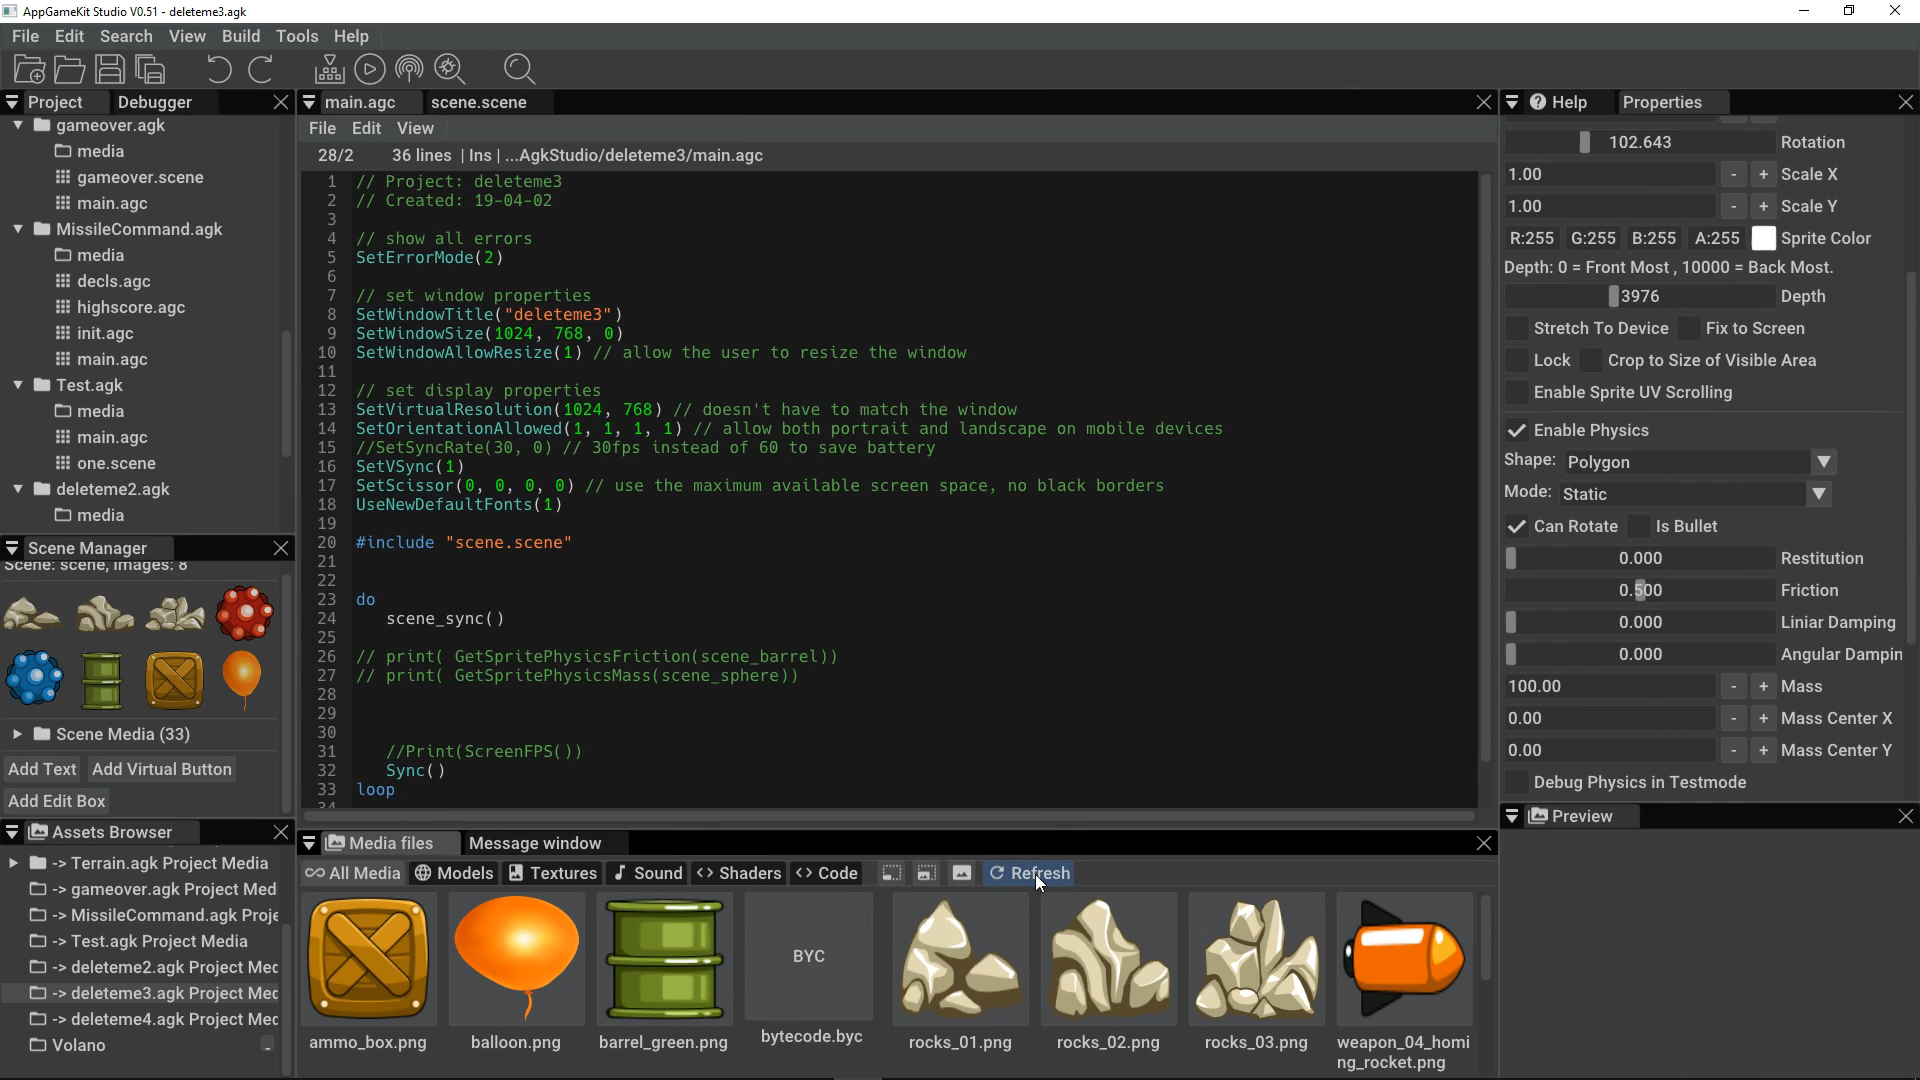 AppGameKit Studio V0.51 - deleteme3.agk
File Edit Search View Build Tools Help
Project Debugger
gameover.agk
media
gameover.scene
main.agc
MissileCommand.agk
media
decls.agc
highscore.agc
init.agc
main.agc
Test.agk
media
main.agc
one.scene
deleteme2.agk
media
Scene Manager
Scene: scene, Images: 8
Scene Media (33)
Add Text Add Virtual Button
Add Edit Box
Assets Browser
-> Terrain.agk Project Media
-> gameover.agk Project Med
-> MissileCommand.agk Proje
-> Test.agk Project Media
-> deleteme2.agk Project Med
-> deleteme3.agk Project Med
-> deleteme4.agk Project Med
Volano
main.agc scene.scene
File Edit View
28/2 36 lines | Ins | ...AgkStudio/deleteme3/main.agc
1 // Project: deleteme3
2 // Created: 19-04-02
3
4 // show all errors
5 SetErrorMode(2)
6
7 // set window properties
8 SetWindowTitle("deleteme3")
9 SetWindowSize(1024, 768, 0)
10 SetWindowAllowResize(1) // allow the user to resize the window
11
12 // set display properties
13 SetVirtualResolution(1024, 768) // doesn't have to match the window
14 SetOrientationAllowed(1, 1, 1, 1) // allow both portrait and landscape on mobile devices
15 //SetSyncRate(30, 0) // 30fps instead of 60 to save battery
16 SetVSync(1)
17 SetScissor(0, 0, 0, 0) // use the maximum available screen space, no black borders
18 UseNewDefaultFonts(1)
19
20 #include "scene.scene"
21
22
23 do
24 scene_sync()
25
26 // print( GetSpritePhysicsFriction(scene_barrel))
27 // print( GetSpritePhysicsMass(scene_sphere))
28
29
30
31 //Print(ScreenFPS())
32 Sync()
33 loop
34
Media files Message window
All Media Models Textures Sound <> Shaders <> Code Refresh
BYC
ammo_box.png balloon.png barrel_green.png bytecode.byc rocks_01.png rocks_02.png rocks_03.png weapon_04_homi
ng_rocket.png
Help Properties
102.643 Rotation
1.00 - + Scale X
1.00 - + Scale Y
R:255 G:255 B:255 A:255 Sprite Color
Depth: 0 = Front Most , 10000 = Back Most.
3976 Depth
Stretch To Device Fix to Screen
Lock Crop to Size of Visible Area
Enable Sprite UV Scrolling
Enable Physics
Shape: Polygon
Mode: Static
Can Rotate Is Bullet
0.000 Restitution
0.500 Friction
0.000 Liniar Damping
0.000 Angular Dampin
100.00 - + Mass
0.00 - + Mass Center X
0.00 - + Mass Center Y
Debug Physics in Testmode
Preview